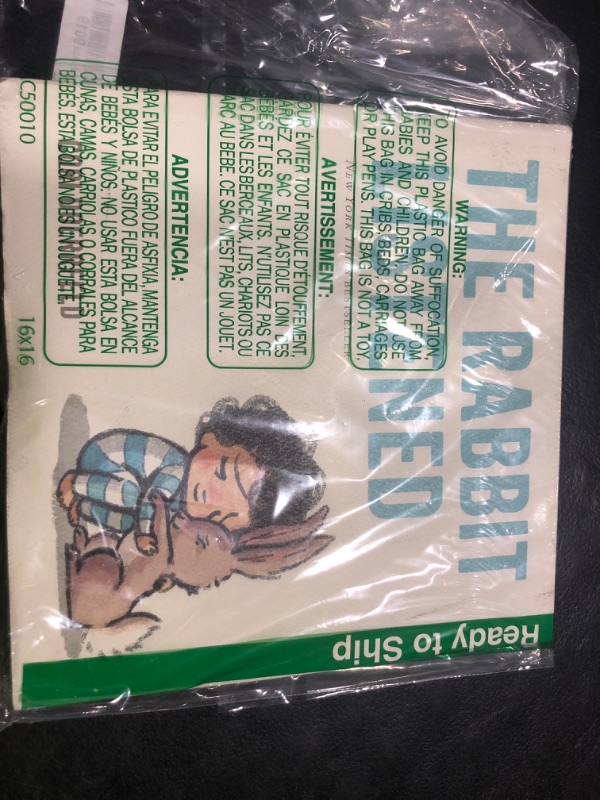 THE RABBIT
LISTENED
NEW YORK TIMES BESTSELLER
WARNING:
TO AVOID DANGER OF SUFFOCATION,
KEEP THIS PLASTIC BAG AWAY FROM
BABIES AND CHILDREN. DO NOT USE
THIS BAG IN CRIBS, BEDS, CARRIAGES
OR PLAY PENS. THIS BAG IS NOT A TOY.
AVERTISSEMENT:
POUR ÉVITER TOUT RISQUE D'ÉTOUFFEMENT,
GARDEZ CE SAC EN PLASTIQUE LOIN DES
BEBÉS ET LES ENFANTS. N'UTILISEZ PAS CE
SAC DANS LES BERCEAUX, LITS, CHARIOTS OU
PARC AU BEBE. CE SAC N'EST PAS UN JOUET.
ADVERTENCIA:
PARA EVITAR EL PELIGRO DE ASFIXIA, MANTENGA
ESTA BOLSA DE PLASTICO FUERA DEL ALCANCE
DE BEBÉS Y NIÑOS. NO USAR ESTA BOLSA EN
CUNAS, CAMAS, CARRIOLAS, O CORRALES PARA
BEBES. ESTA BOLSA NO ES UN JUGUETE.
C50010
16x16
Ready to Ship